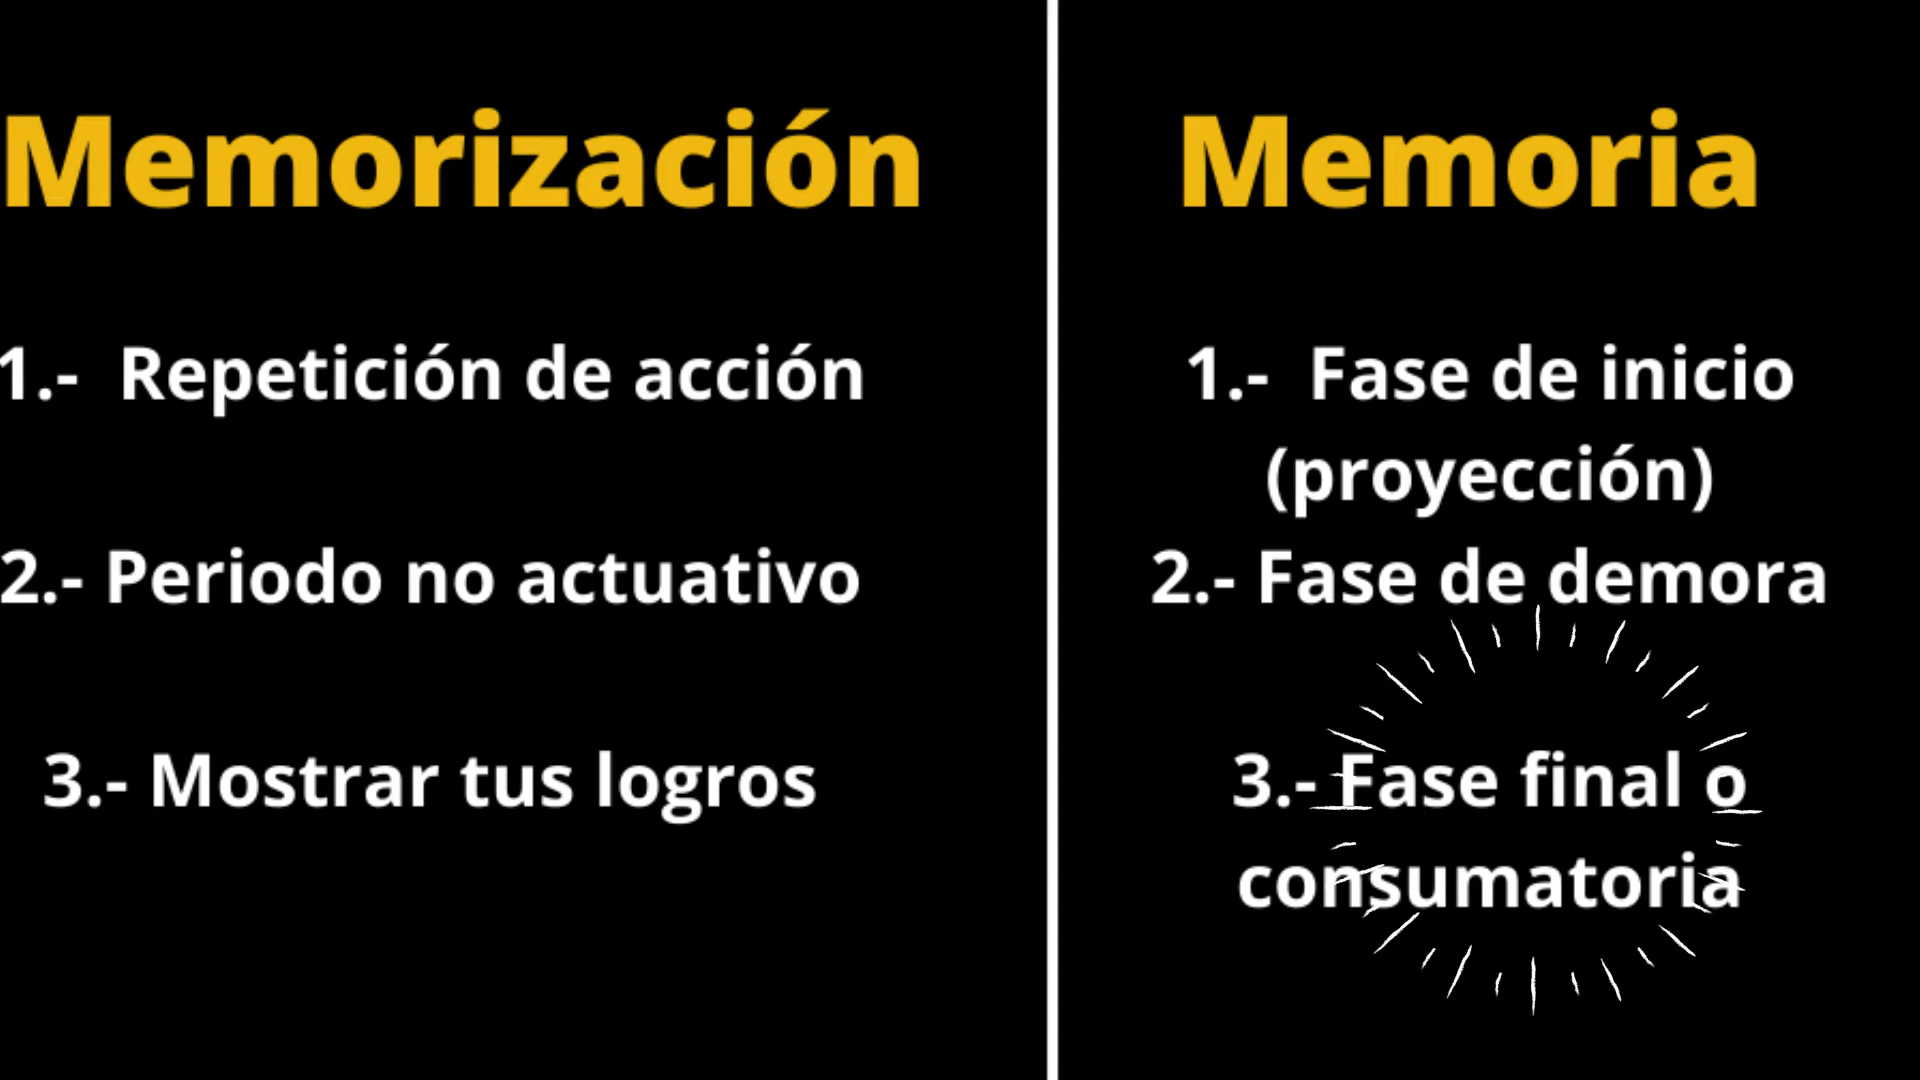 Memorización
1.- Repetición de acción
2.- Periodo no actuativo
3.- Mostrar tus logros
Memoria
1.- Fase de inicio
(proyección)
2.- Fase de demora
3.- Fase final o
consumatoria